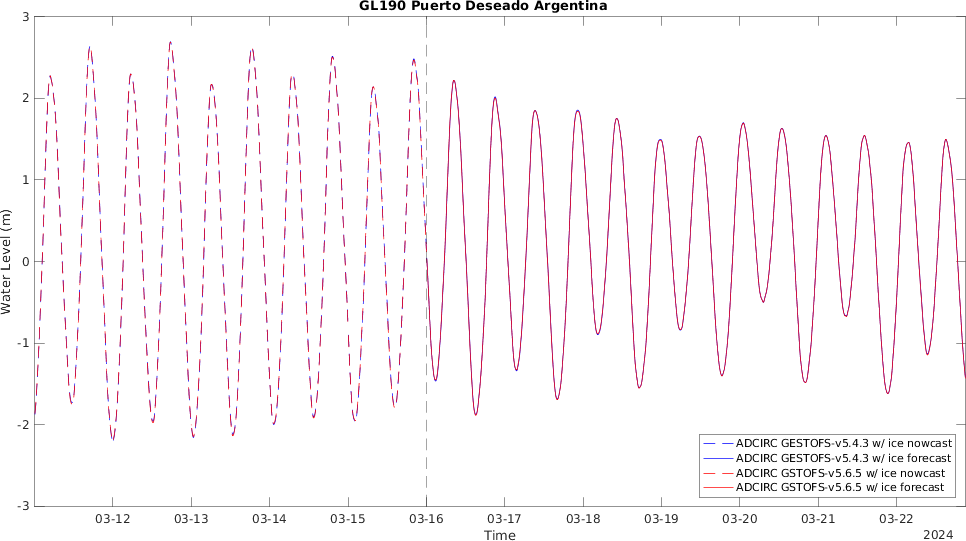 GL190 Puerto Deseado Argentina
3
2
1
0
-1
-2
-3
Water Level (m)
03-12
03-13
03-14
03-15
03-16
03-17
03-18
03-19
03-20
03-21
03-22
Time
2024
ADCIRC GESTOFS-v5.4.3 w/ ice nowcast
ADCIRC GESTOFS-v5.4.3 w/ ice forecast
ADCIRC GSTOFS-v5.6.5 w/ ice nowcast
ADCIRC GSTOFS-v5.6.5 w/ ice forecast